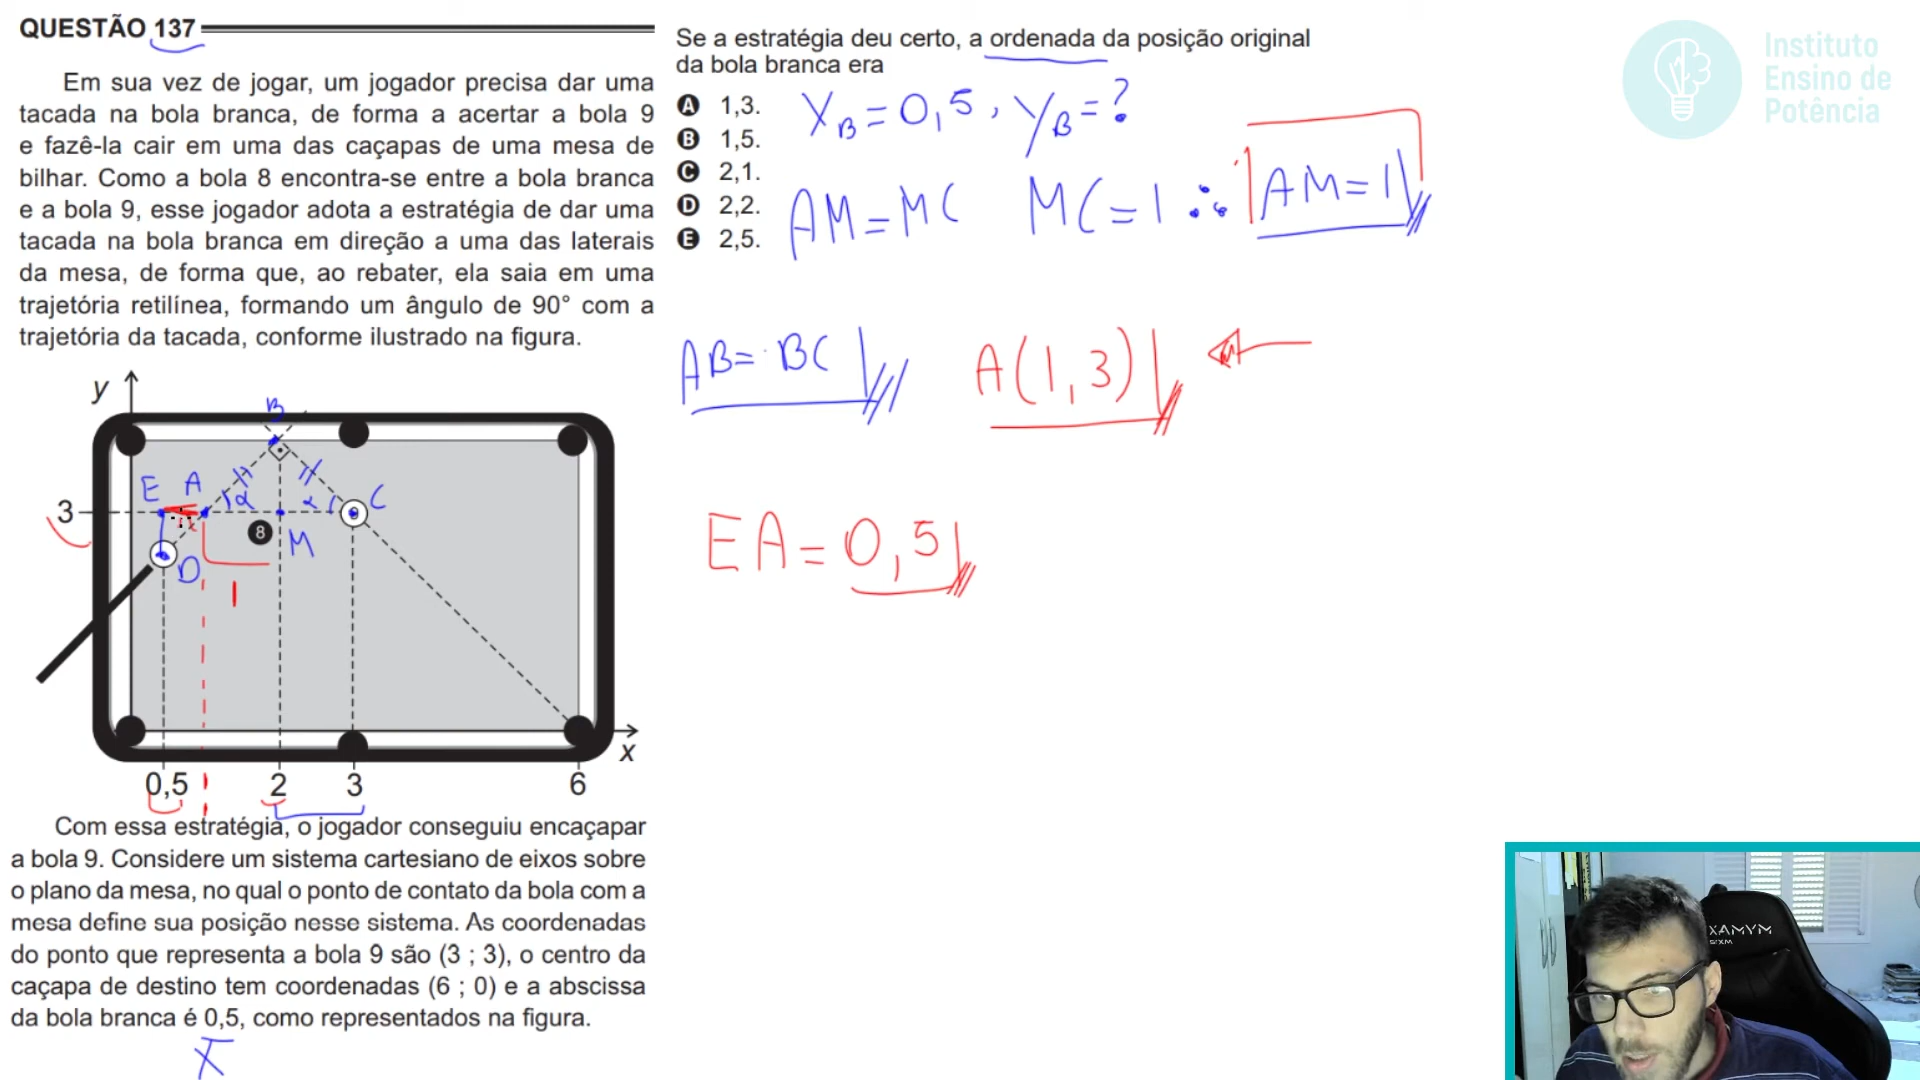 QUESTÃO 137
Em sua vez de jogar, um jogador precisa dar uma
tacada na bola branca, de forma a acertar a bola 9
e fazê-la cair em uma das caçapas de uma mesa de
bilhar. Como a bola 8 encontra-se entre a bola branca
e a bola 9, esse jogador adota a estratégia de dar uma
tacada na bola branca em direção a uma das laterais
da mesa, de forma que, ao rebater, ela saia em uma
trajetória retilínea, formando um ângulo de 90° com a
trajetória da tacada, conforme ilustrado na figura.
y
B
E A α α C
3
8 M
D
1
x
0,5 2 3 6
Com essa estratégia, o jogador conseguiu encaçapar
a bola 9. Considere um sistema cartesiano de eixos sobre
o plano da mesa, no qual o ponto de contato da bola com a
mesa define sua posição nesse sistema. As coordenadas
do ponto que representa a bola 9 são (3 ; 3), o centro da
caçapa de destino tem coordenadas (6 ; 0) e a abscissa
da bola branca é 0,5, como representados na figura.
x
Se a estratégia deu certo, a ordenada da posição original
da bola branca era
A 1,3.
B 1,5.
C 2,1.
D 2,2.
E 2,5.
XB = 0,5, YB = ?
AM = MC MC = 1 ∴ AM = 1
AB = BC A(1,3)
EA = 0,5
Instituto
Ensino de
Potência
XAMYM